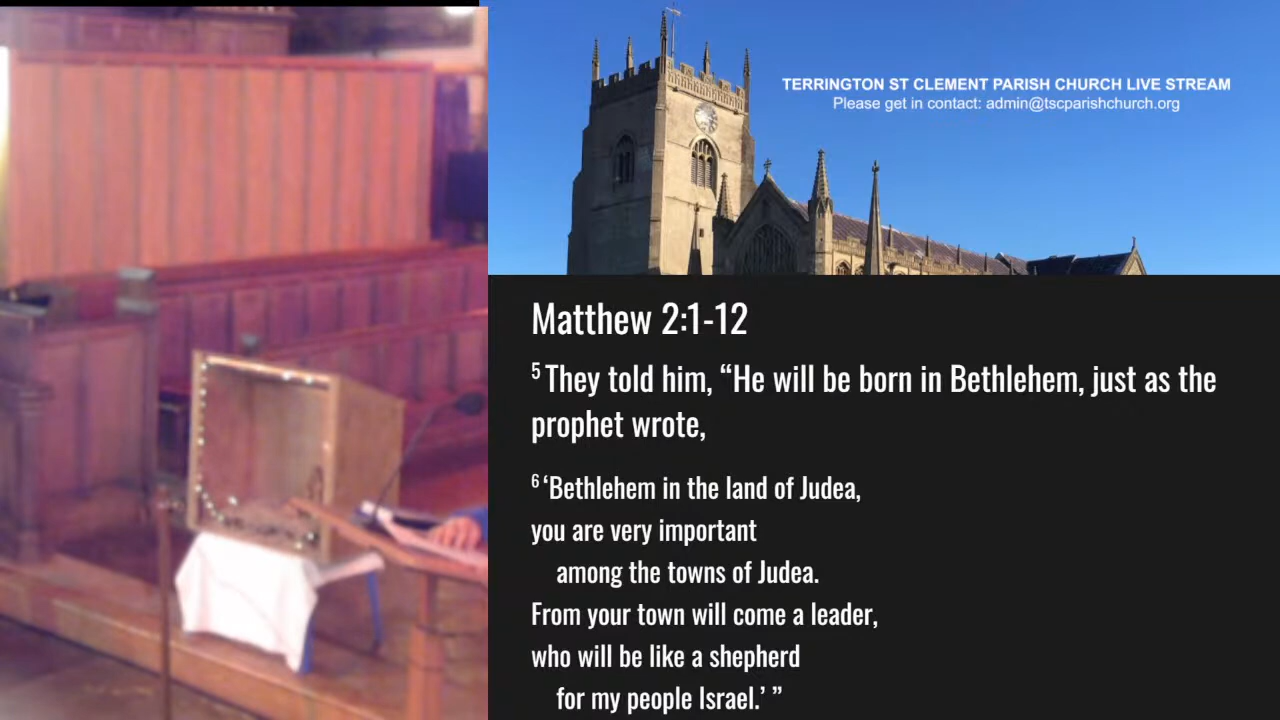 TERRINGTON ST CLEMENT PARISH CHURCH LIVE STREAM
Please get in contact: admin@tscparishchurch.org
Matthew 2:1-12
5 They told him, “He will be born in Bethlehem, just as the
prophet wrote,
6 ‘Bethlehem in the land of Judea,
you are very important
among the towns of Judea.
From your town will come a leader,
who will be like a shepherd
for my people Israel.’ ”